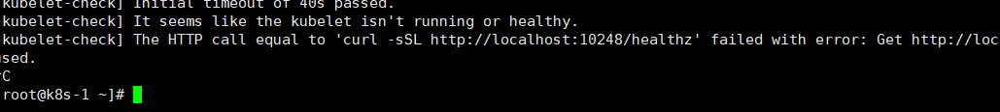 kubelet-check] Initial timeout of 40s passed.
kubelet-check] It seems like the kubelet isn't running or healthy.
kubelet-check] The HTTP call equal to 'curl -sSL http://localhost:10248/healthz' failed with error: Get http://loc
sed.
C
root@k8s-1 ~]#